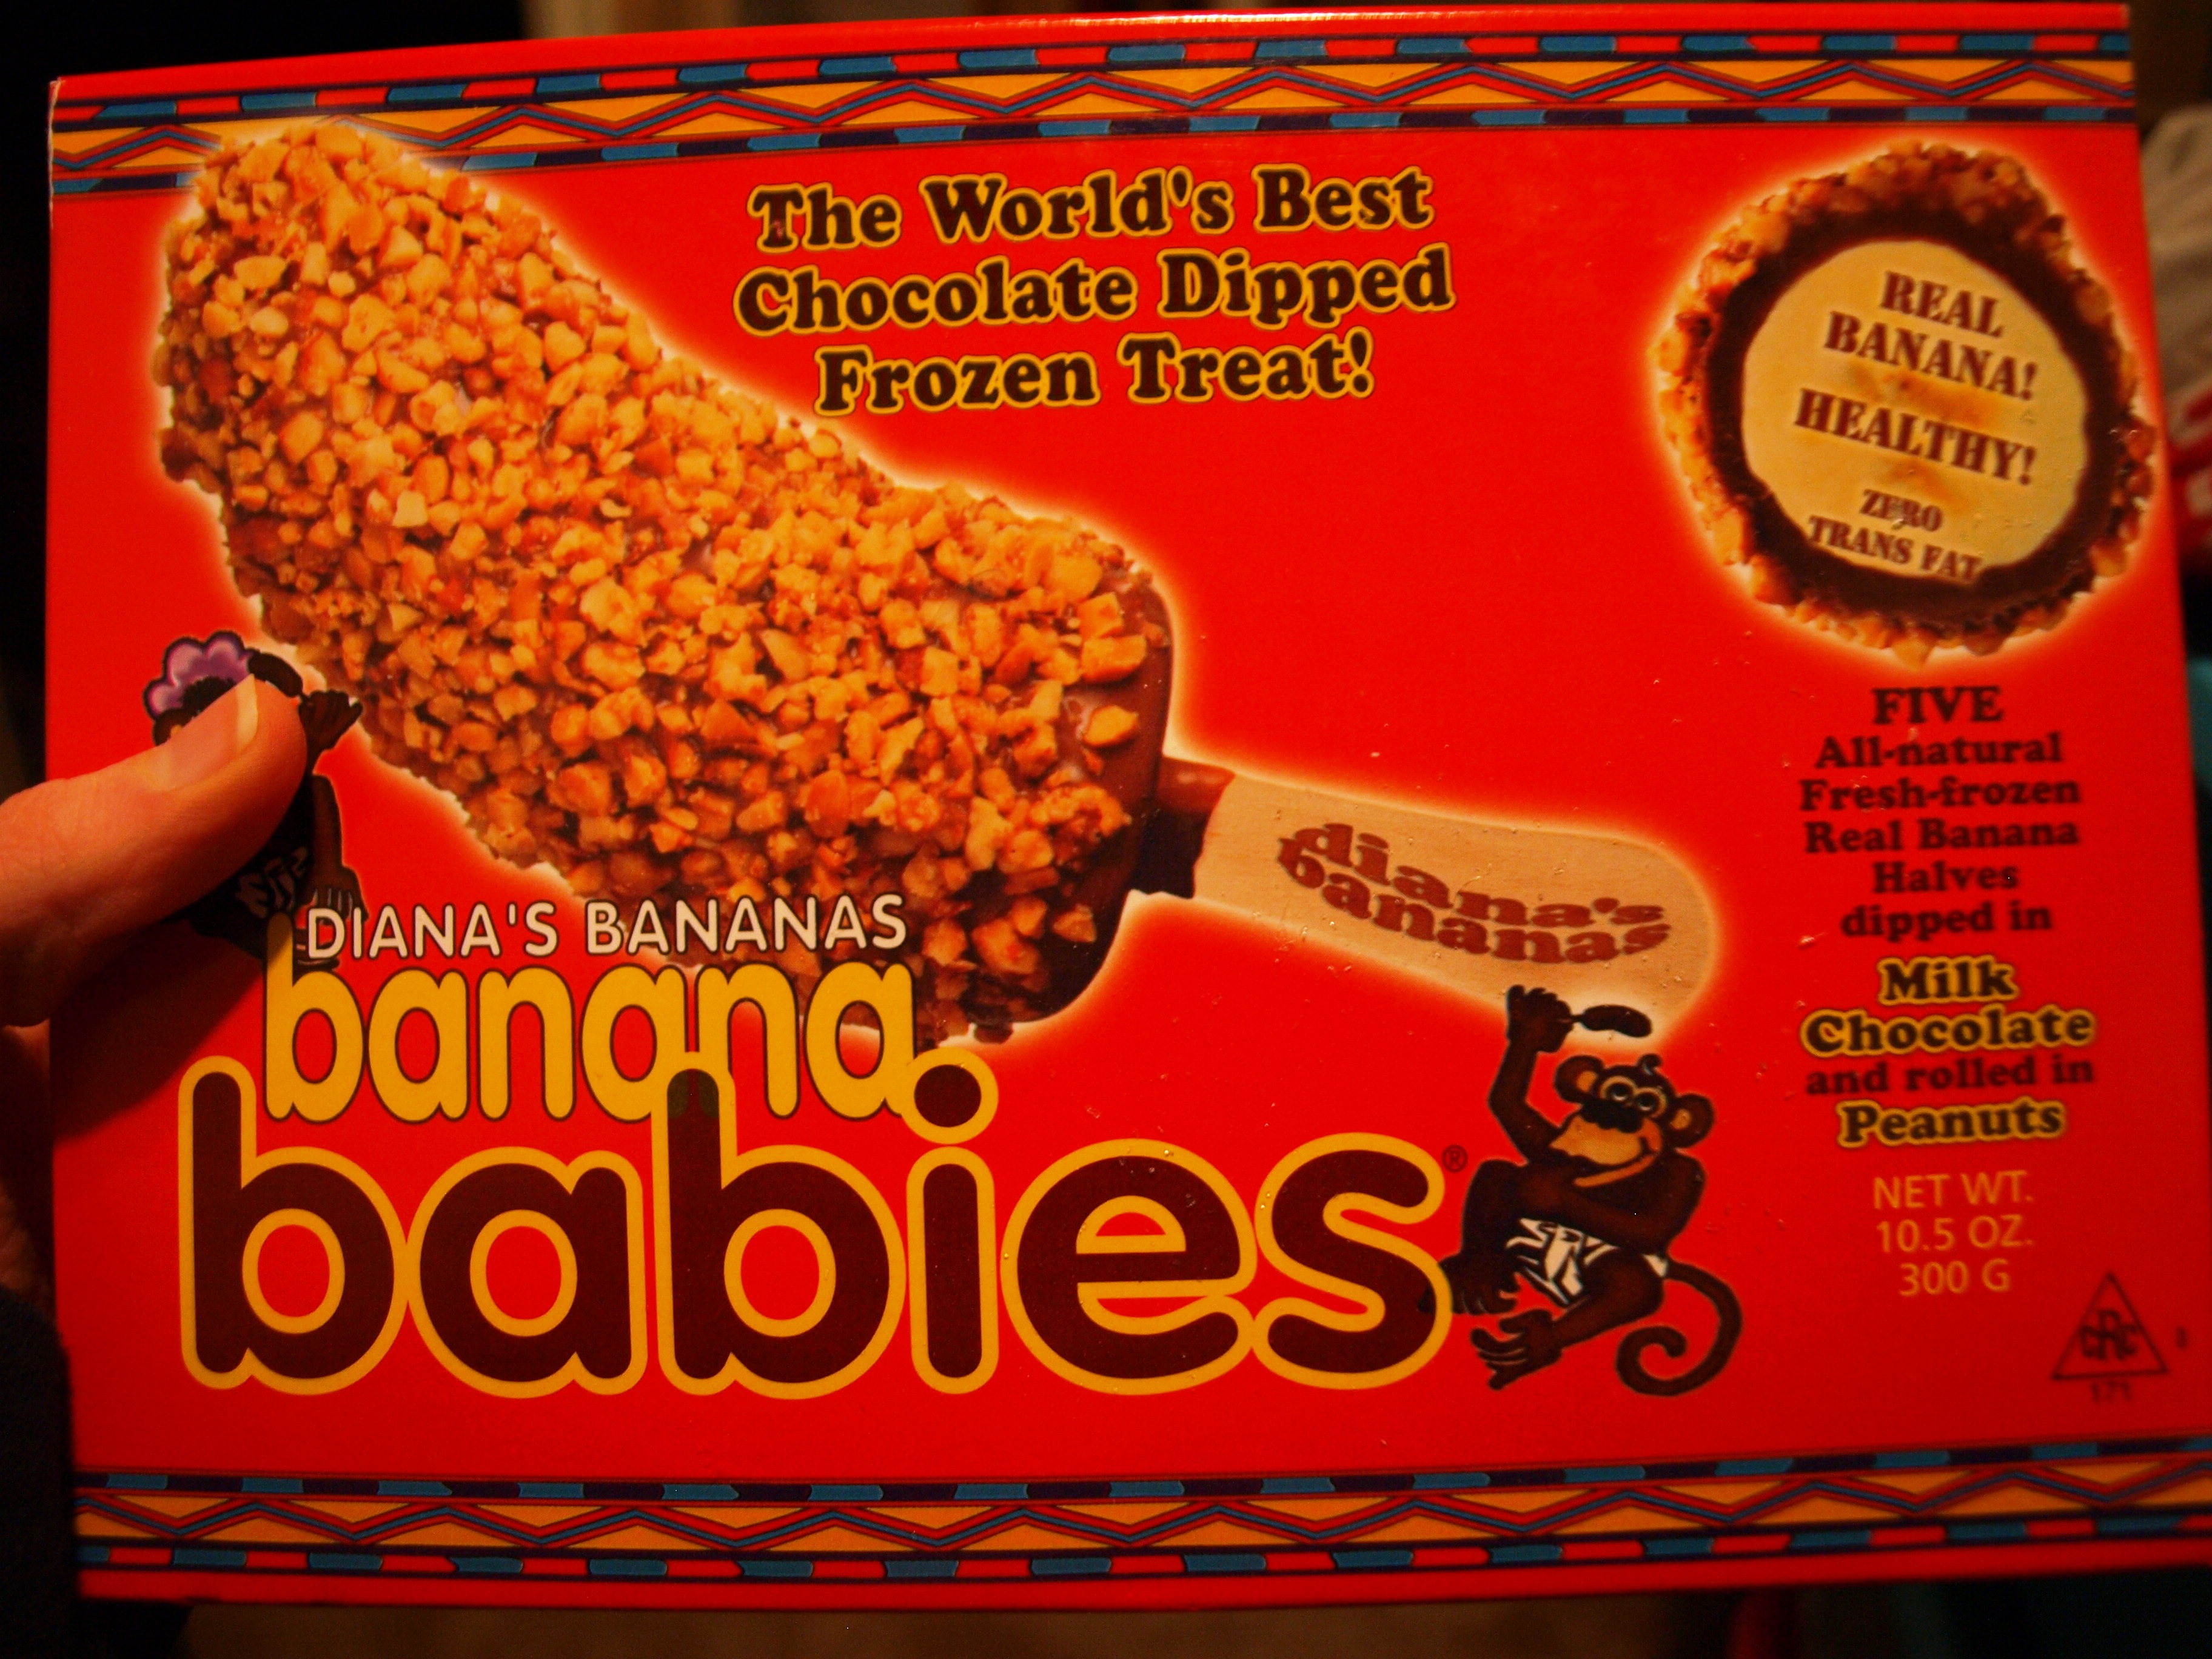 The World's Best
Chocolate Dipped
Frozen Treat!
REAL
BANANA!
HEALTHY!
ZERO
TRANS FAT
diana's
bananas
DIANA'S BANANAS
banana
babies®
FIVE
All-natural
Fresh-frozen
Real Banana
Halves
dipped in
Milk
Chocolate
and rolled in
Peanuts
NET WT.
10.5 OZ.
300 G
CRC